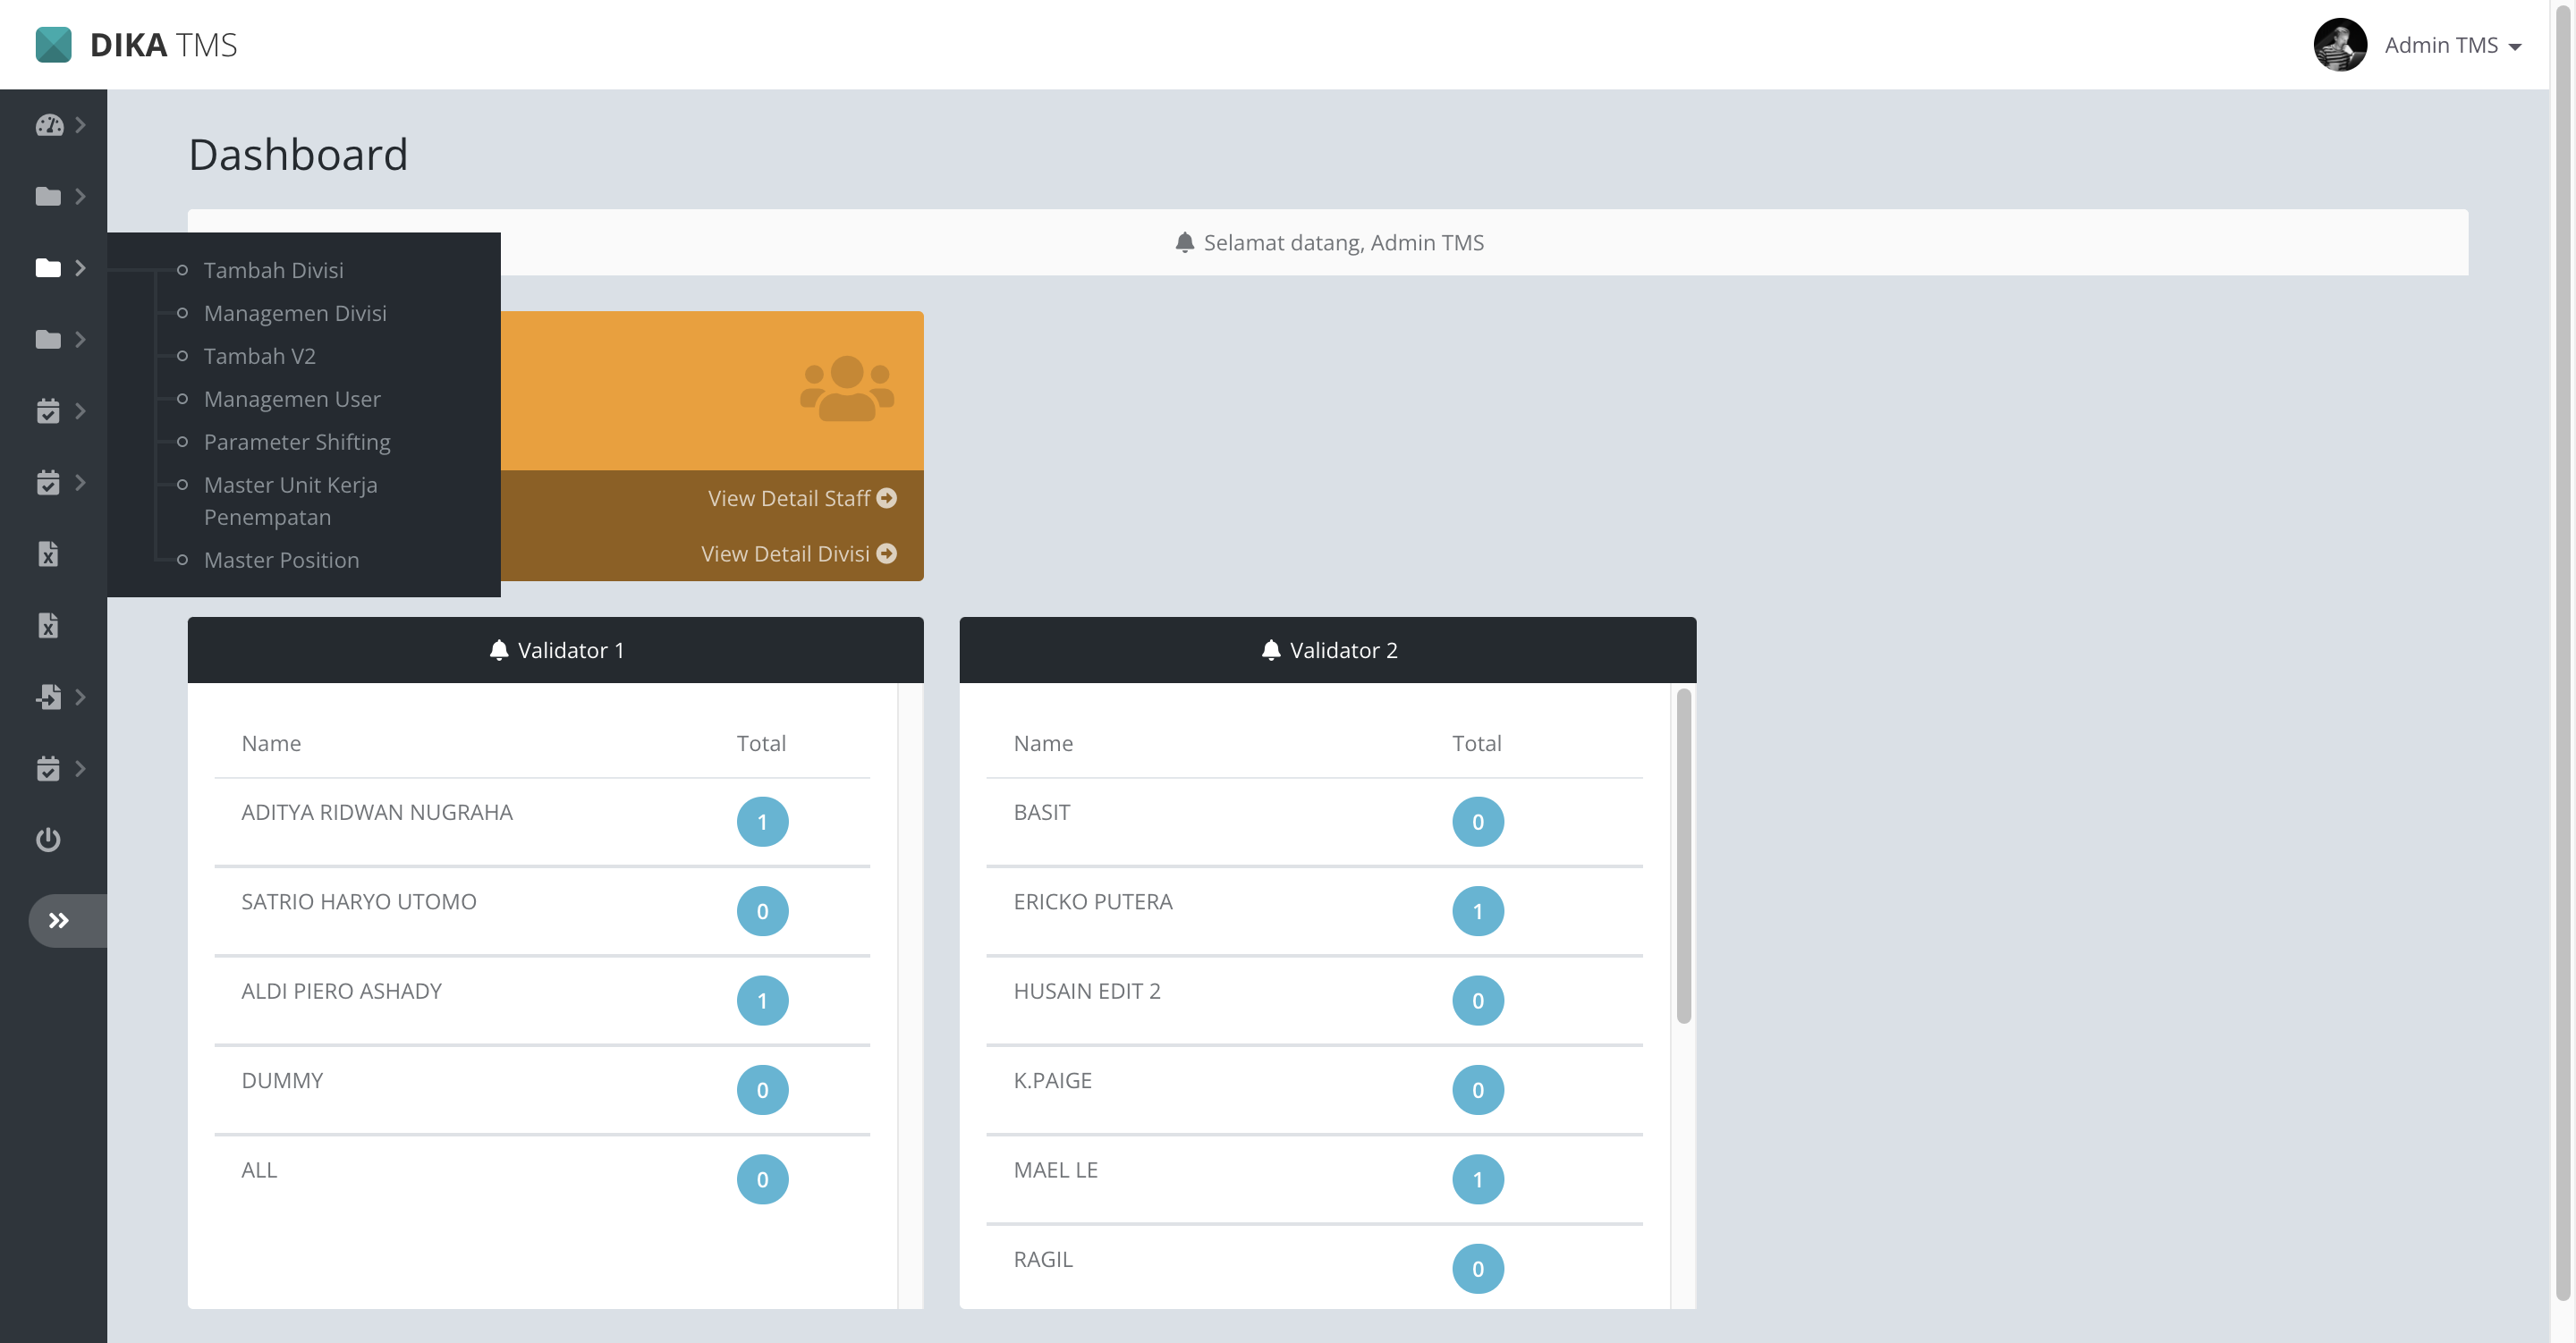 DIKA TMS
Admin TMS
Dashboard
Selamat datang, Admin TMS
Tambah Divisi
Managemen Divisi
Tambah V2
Managemen User
Parameter Shifting
Master Unit Kerja
Penempatan
Master Position
View Detail Staff
View Detail Divisi
Validator 1
Name Total
ADITYA RIDWAN NUGRAHA 1
SATRIO HARYO UTOMO 0
ALDI PIERO ASHADY 1
DUMMY 0
ALL 0
Validator 2
Name Total
BASIT 0
ERICKO PUTERA 1
HUSAIN EDIT 2 0
K.PAIGE 0
MAEL LE 1
RAGIL 0